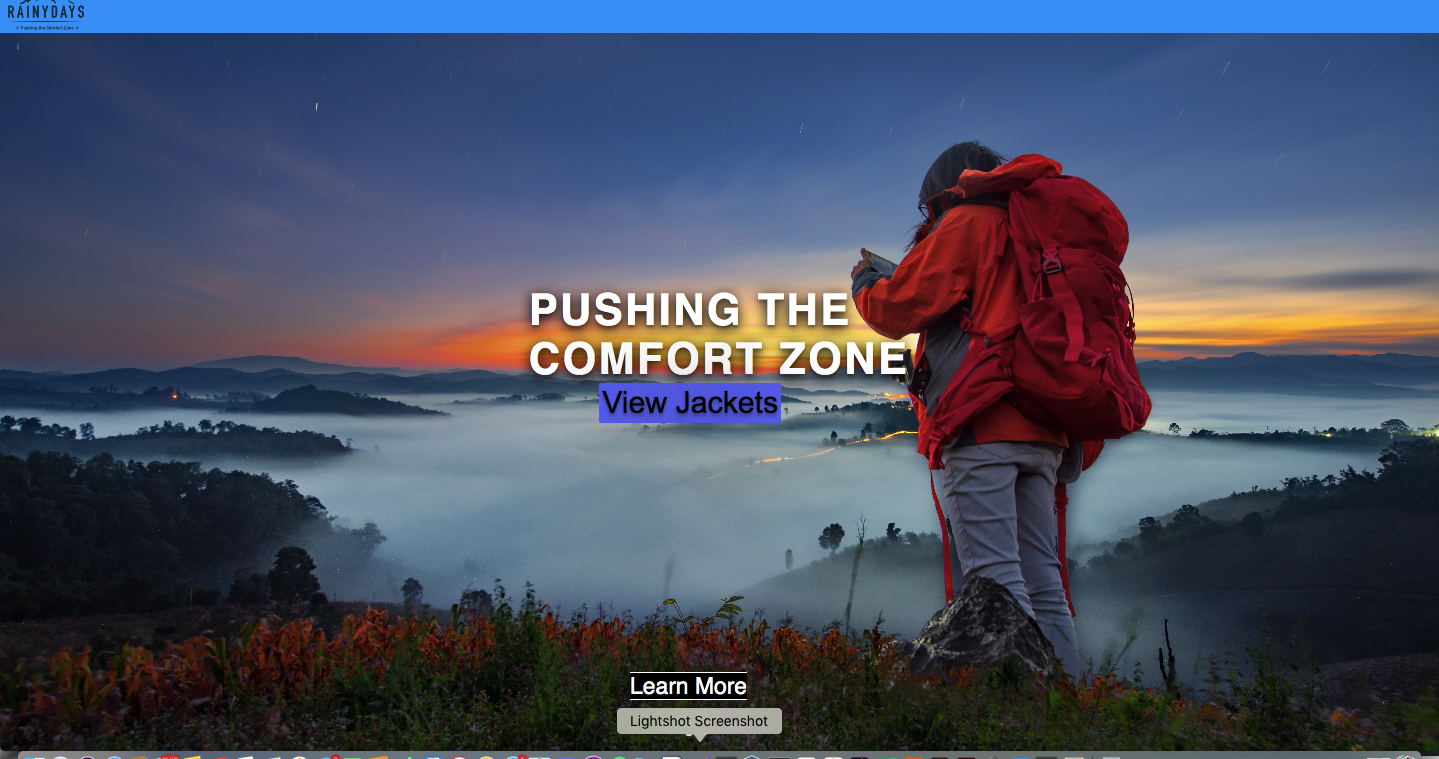 RAINYDAYS
Pushing the Comfort Zone
PUSHING THE
COMFORT ZONE
View Jackets
Learn More
Lightshot Screenshot